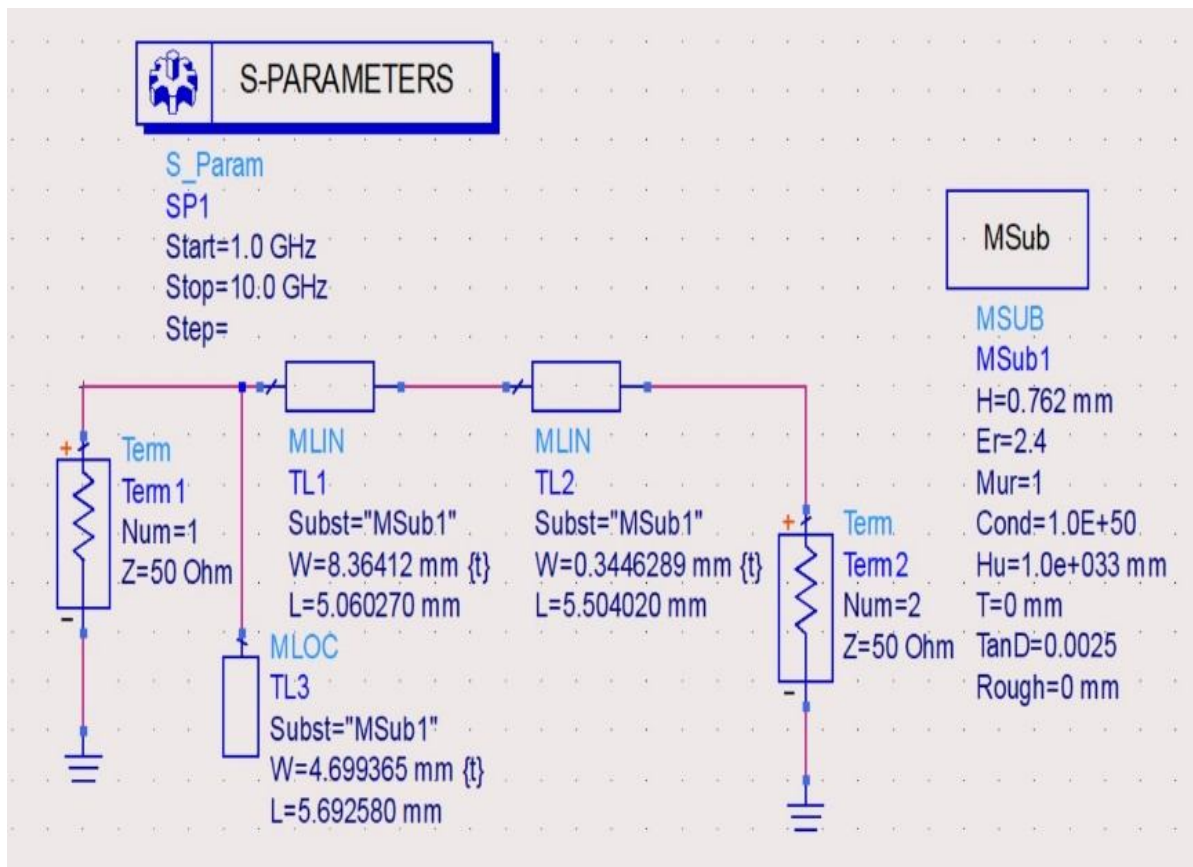 S-PARAMETERS
S_Param
SP1
Start=1.0 GHz
Stop=10.0 GHz
Step=
MSub
MSUB
MSub1
H=0.762 mm
Er=2.4
Mur=1
Cond=1.0E+50
Hu=1.0e+033 mm
T=0 mm
TanD=0.0025
Rough=0 mm
Term
Term1
Num=1
Z=50 Ohm
MLIN
TL1
Subst="MSub1"
W=8.36412 mm {t}
L=5.060270 mm
MLIN
TL2
Subst="MSub1"
W=0.3446289 mm {t}
L=5.504020 mm
Term
Term2
Num=2
Z=50 Ohm
MLOC
TL3
Subst="MSub1"
W=4.699365 mm {t}
L=5.692580 mm